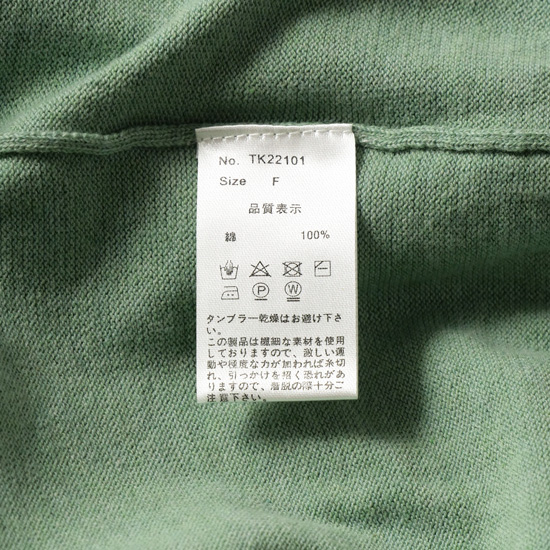 No. TK22101
Size F
品質表示
綿 100%
P W
タンブラー乾燥はお避け下さ
い。
この製品は繊細な素材を使用
しておりますので、激しい運
動や極度な力が加われば糸切
れ、引っかけを招く恐れがあ
りますので、着脱の際十分ご
注意下さい。